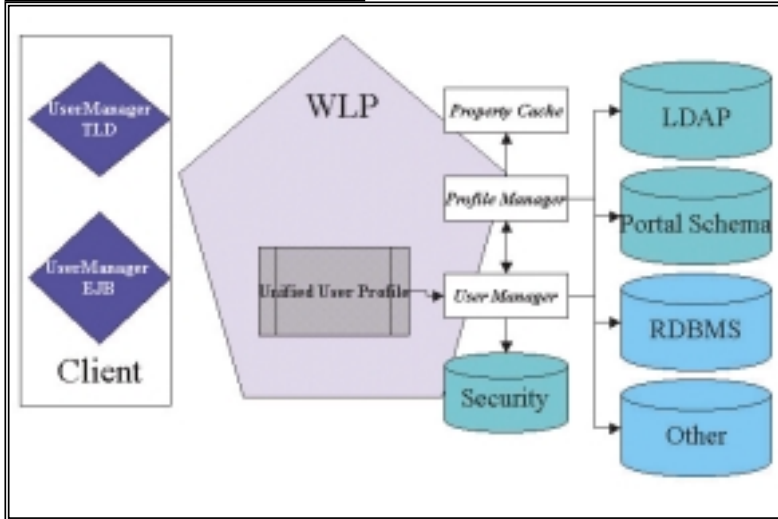 UserManager
TLD
UserManager
EJB
Client
WLP
Unified User Profile
Property Cache
Profile Manager
User Manager
Security
LDAP
Portal Schema
RDBMS
Other